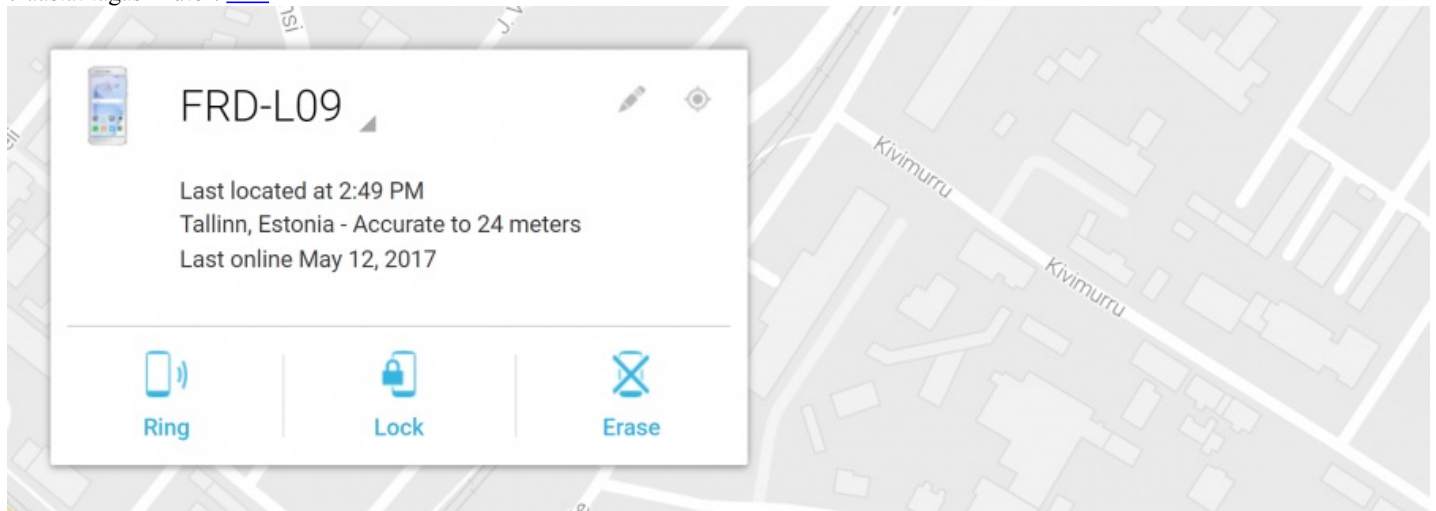 FRD-L09
Last located at 2:49 PM
Tallinn, Estonia - Accurate to 24 meters
Last online May 12, 2017
Ring
Lock
Erase
Kivimurru
Kivimurru